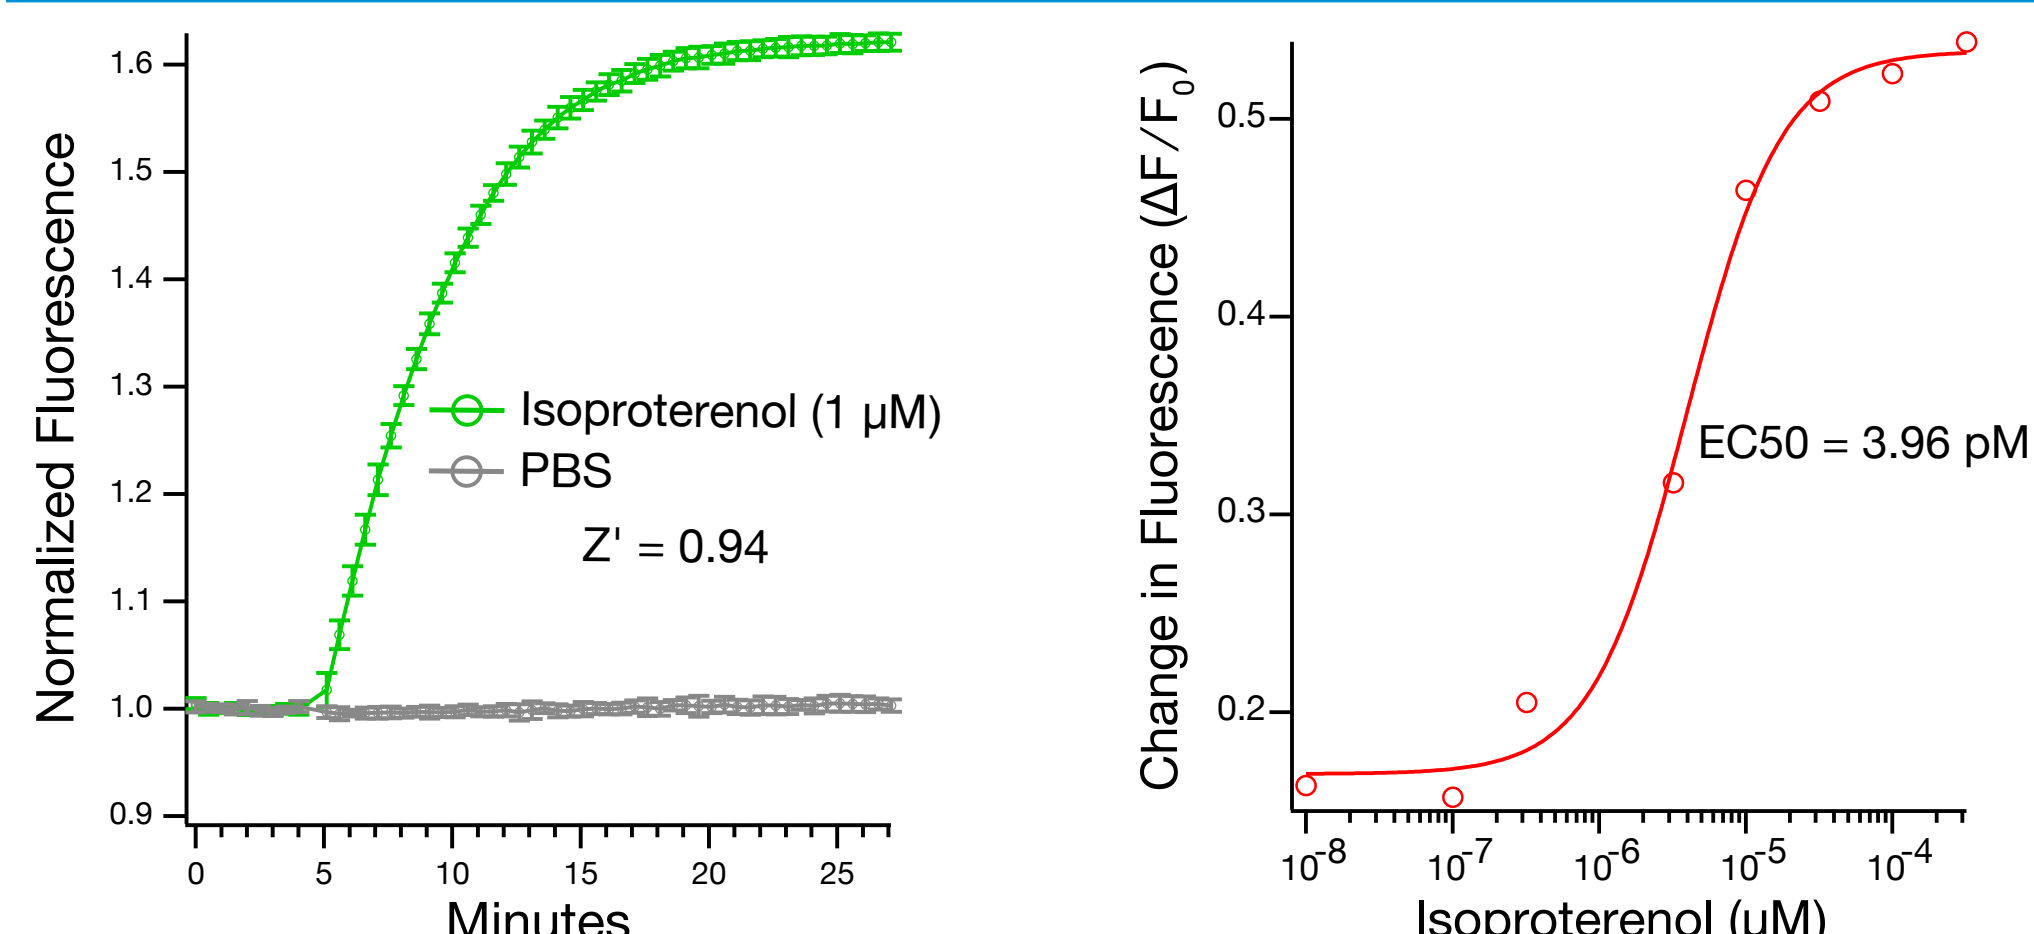 Normalized Fluorescence
1.6
1.5
1.4
1.3
1.2
1.1
1.0
0.9
Isoproterenol (1 µM)
PBS
Z' = 0.94
0 5 10 15 20 25
Minutes
Change in Fluorescence (ΔF/F₀)
0.5
0.4
0.3
0.2
EC50 = 3.96 pM
10⁻⁸ 10⁻⁷ 10⁻⁶ 10⁻⁵ 10⁻⁴
Isoproterenol (µM)